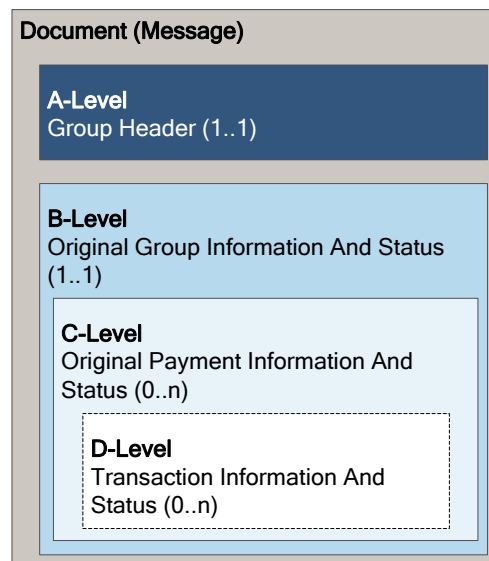 Document (Message)
A-Level
Group Header (1..1)
B-Level
Original Group Information And Status
(1..1)
C-Level
Original Payment Information And
Status (0..n)
D-Level
Transaction Information And
Status (0..n)